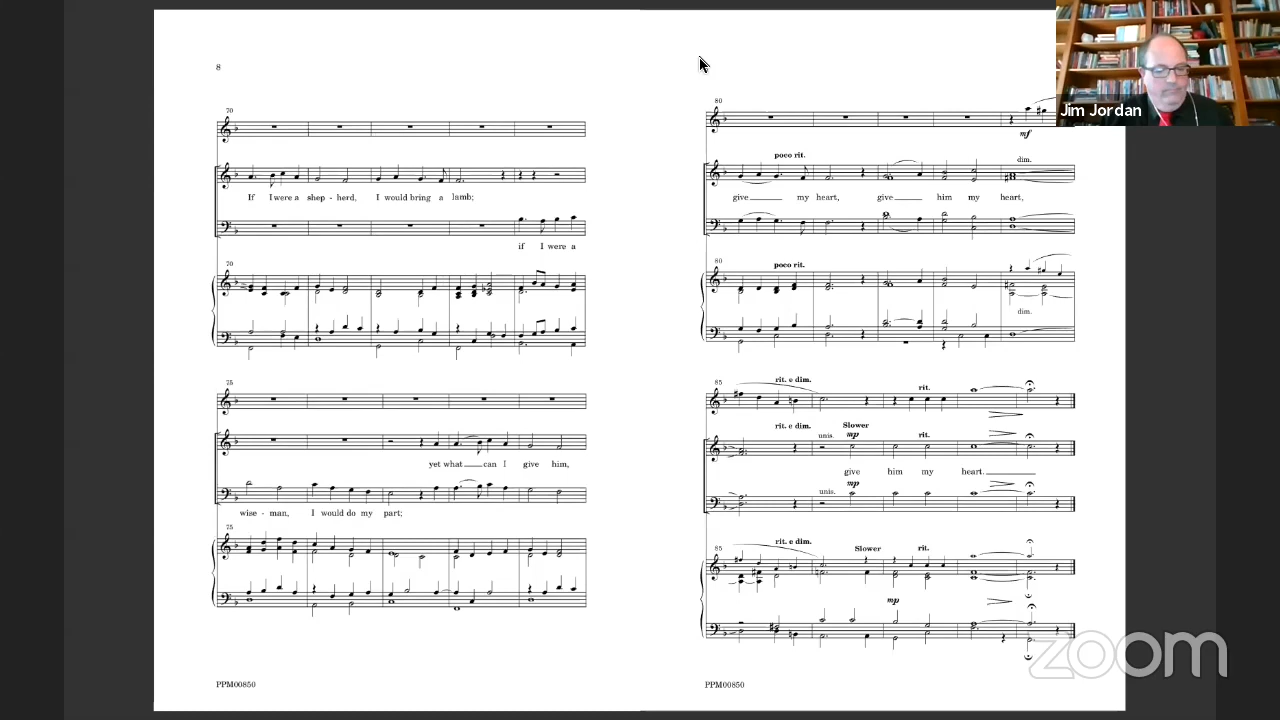 8
70
If I were a shep - herd, I would bring a lamb;
if I were a
70
75
yet what can I give him,
wise - man, I would do my part;
75
PPM00850
80
mf
poco rit.
dim.
give my heart, give him my heart,
80
poco rit.
dim.
85
rit. e dim.
rit.
rit. e dim.
Slower
unis.
mp
rit.
give him my heart.
unis.
mp
85
rit. e dim.
Slower
rit.
mp
PPM00850
Jim Jordan
zoom